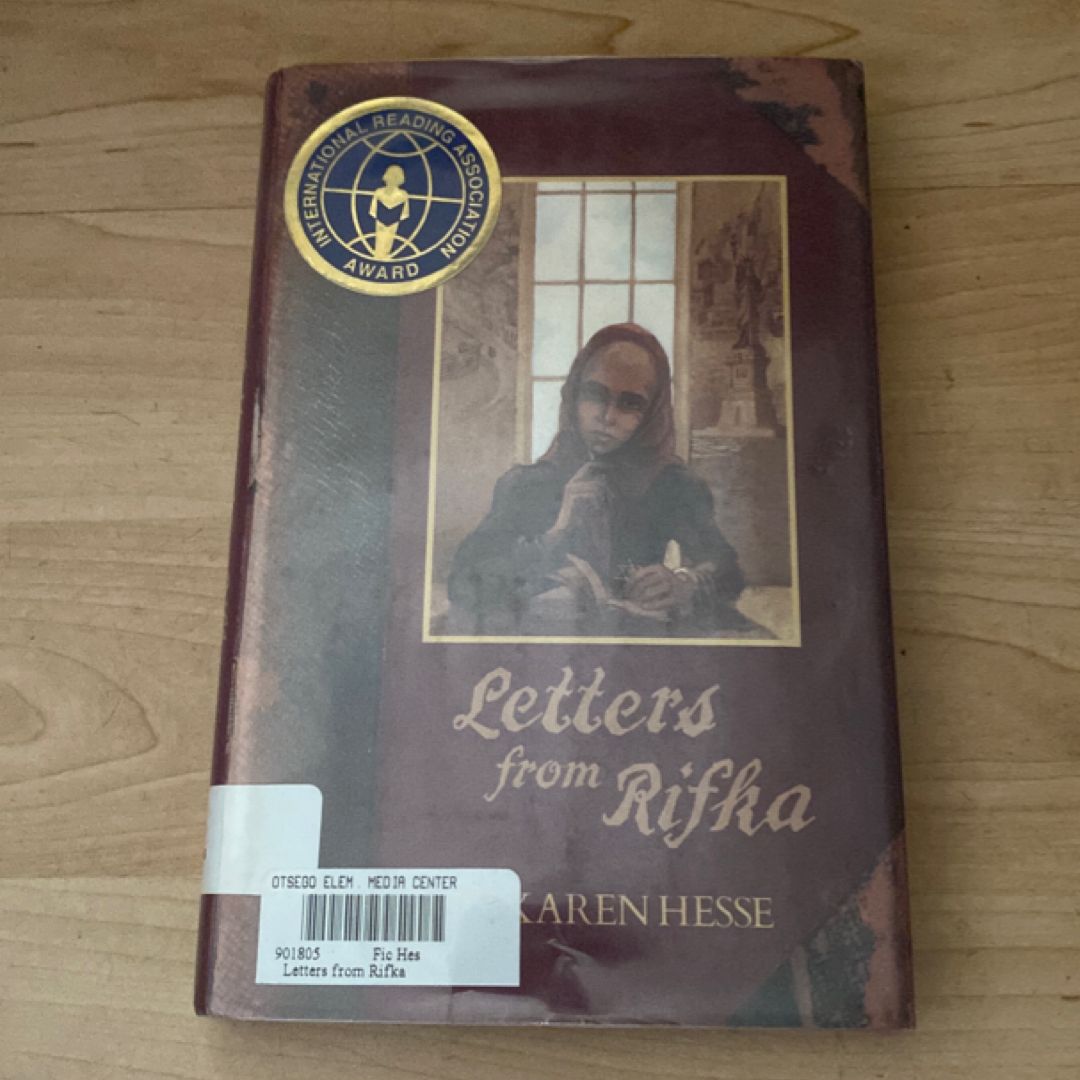 INTERNATIONAL READING ASSOCIATION
AWARD
Letters
from Rifka
KAREN HESSE
OTSEGO ELEM. MEDIA CENTER
901805 Fic Hes
Letters from Rifka